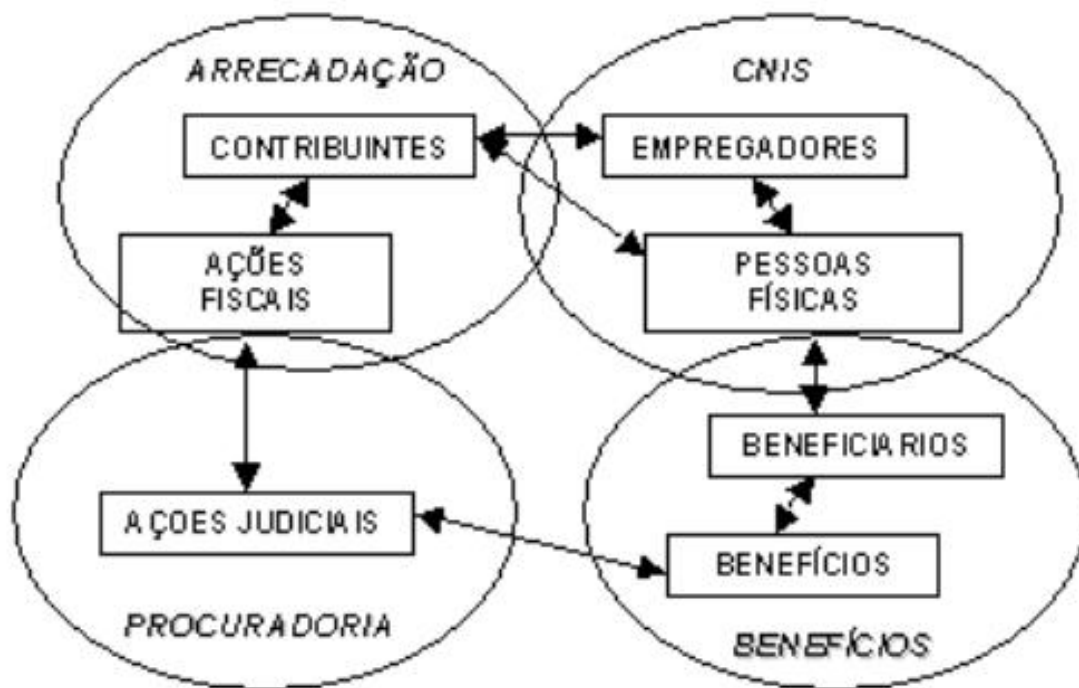 ARRECADAÇÃO
CNIS
CONTRIBUINTES
EMPREGADORES
AÇÕES
FISCAIS
PESSOAS
FÍSICAS
BENEFICIARIOS
AÇOES JUDICIAIS
BENEFÍCIOS
PROCURADORIA
BENEFÍCIOS